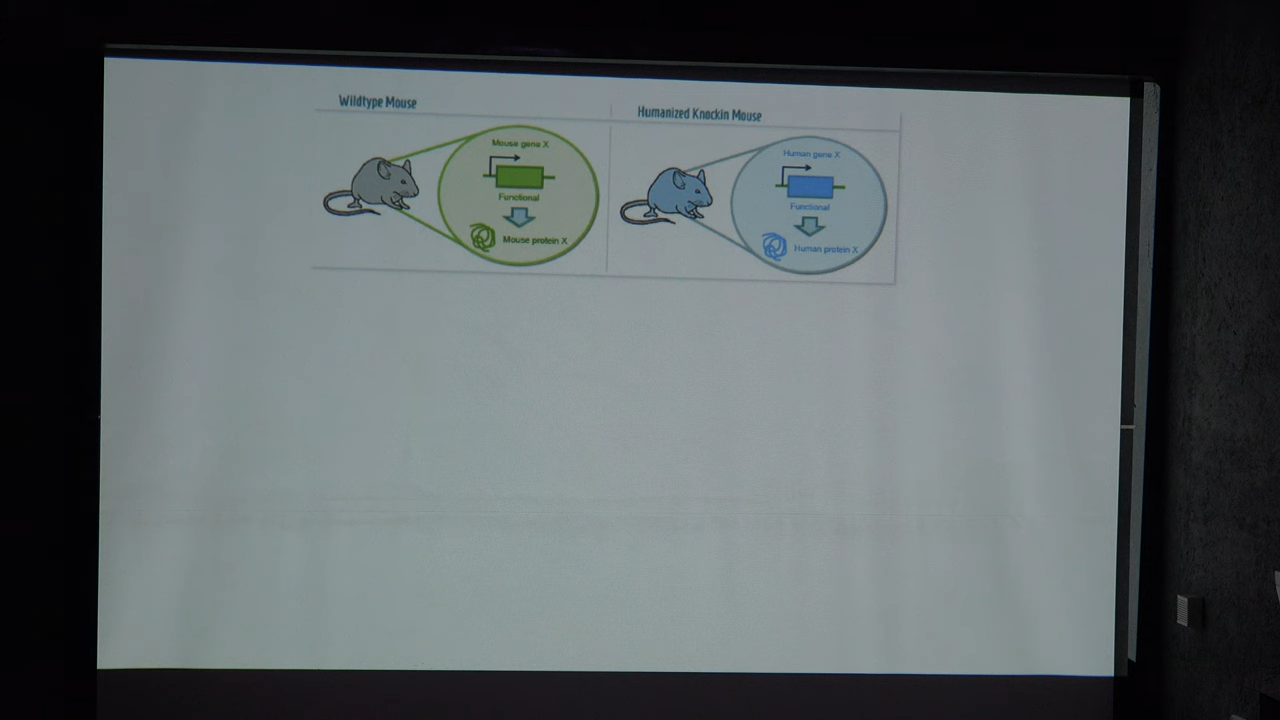 Wildtype Mouse
Mouse gene X
Functional
Mouse protein X
Humanized Knockin Mouse
Human gene X
Functional
Human protein X